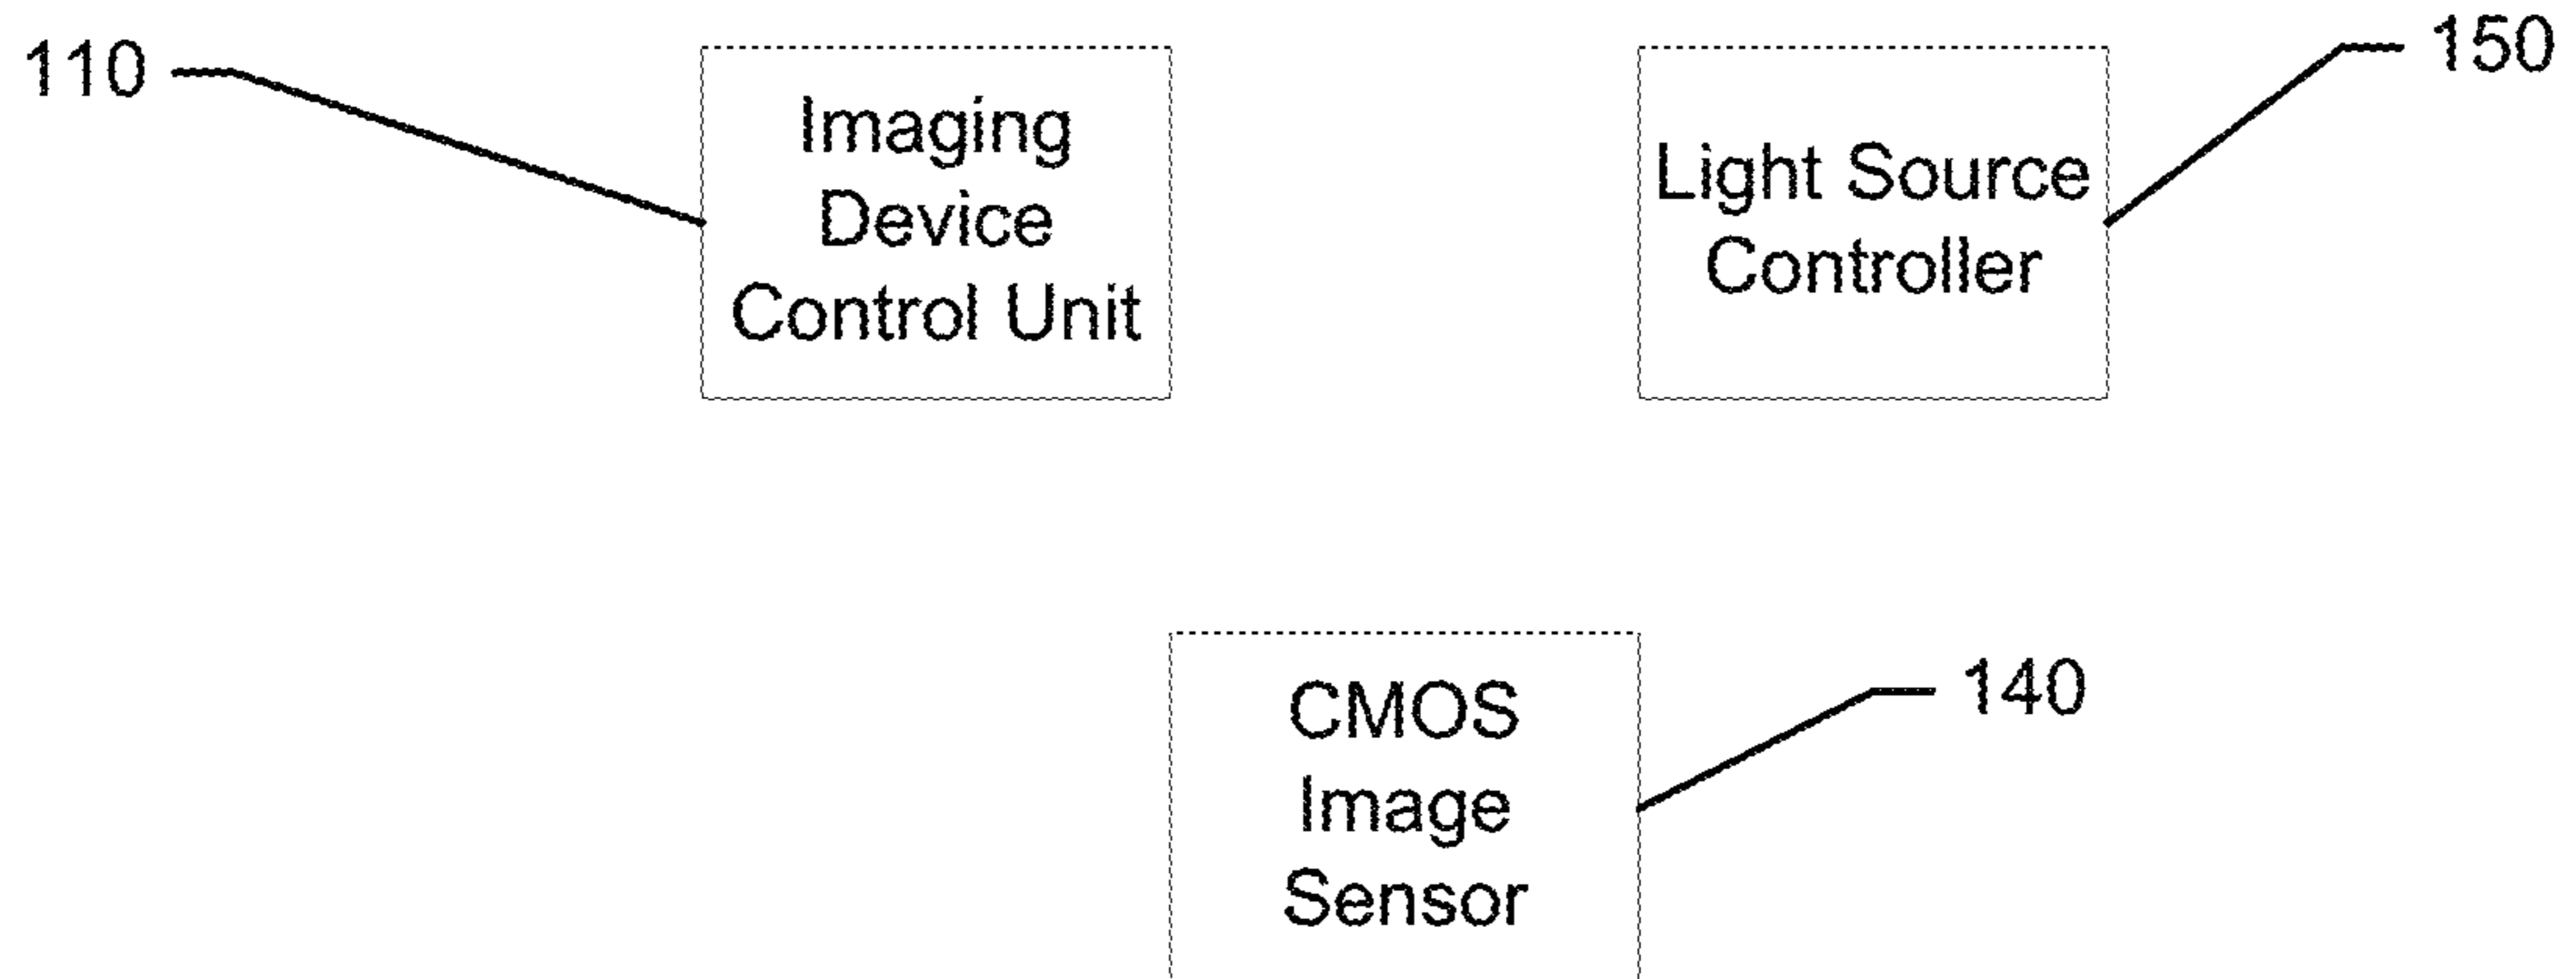 110
Imaging
Device
Control Unit
Light Source
Controller
150
CMOS
Image
Sensor
140